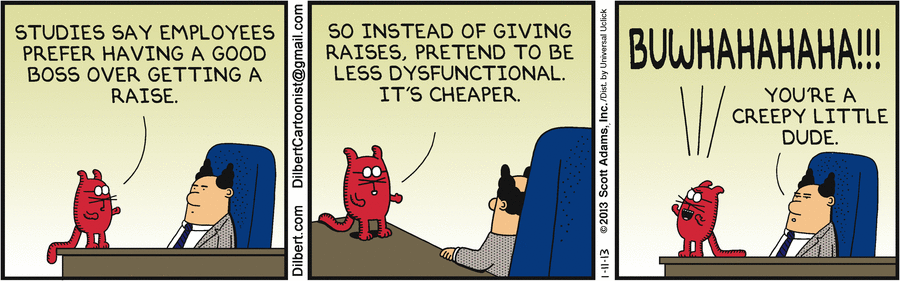 STUDIES SAY EMPLOYEES
PREFER HAVING A GOOD
BOSS OVER GETTING A
RAISE.
Dilbert.com DilbertCartoonist@gmail.com
SO INSTEAD OF GIVING
RAISES, PRETEND TO BE
LESS DYSFUNCTIONAL.
IT'S CHEAPER.
1-11-13 ©2013 Scott Adams, Inc./Dist. by Universal Uclick
BUWHAHAHAHA!!!
YOU'RE A
CREEPY LITTLE
DUDE.